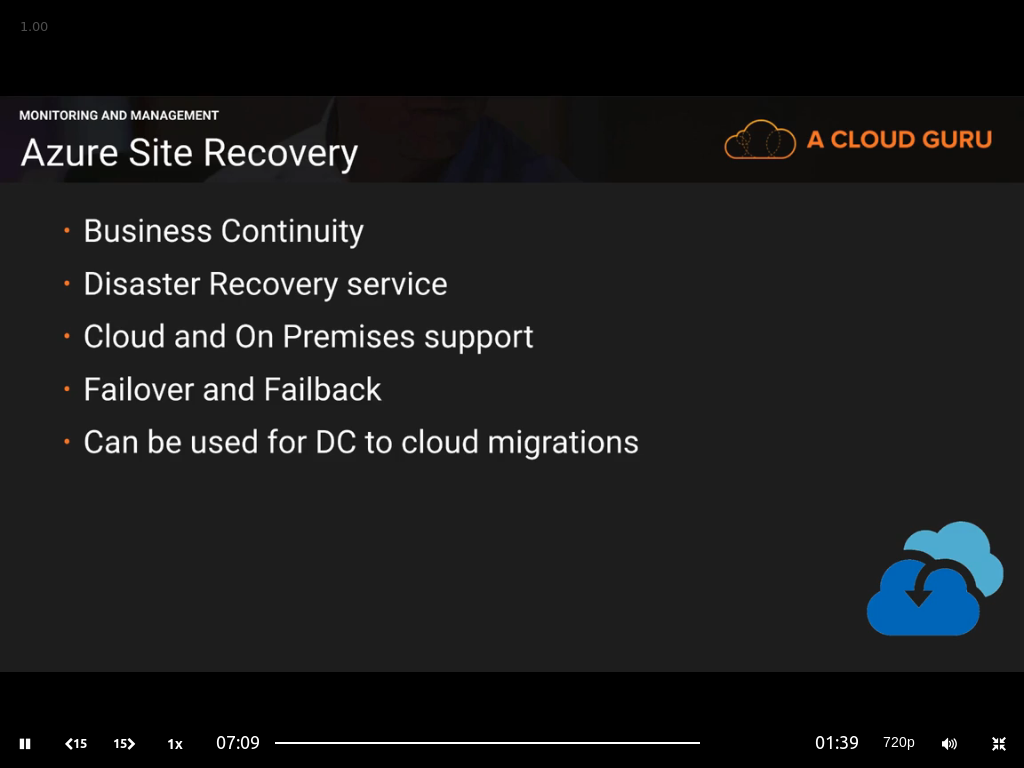 1.00
MONITORING AND MANAGEMENT
Azure Site Recovery
A CLOUD GURU
• Business Continuity
• Disaster Recovery service
• Cloud and On Premises support
• Failover and Failback
• Can be used for DC to cloud migrations
15 15 1x 07:09 01:39 720p